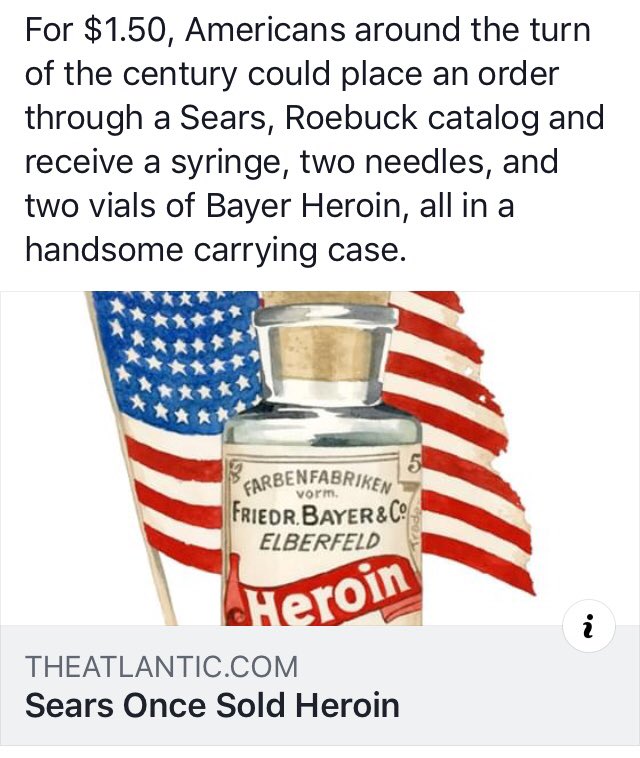 For $1.50, Americans around the turn
of the century could place an order
through a Sears, Roebuck catalog and
receive a syringe, two needles, and
two vials of Bayer Heroin, all in a
handsome carrying case.
5
FARBENFABRIKEN
vorm.
FRIEDR. BAYER & Co
ELBERFELD
Heroin
i
THEATLANTIC.COM
Sears Once Sold Heroin